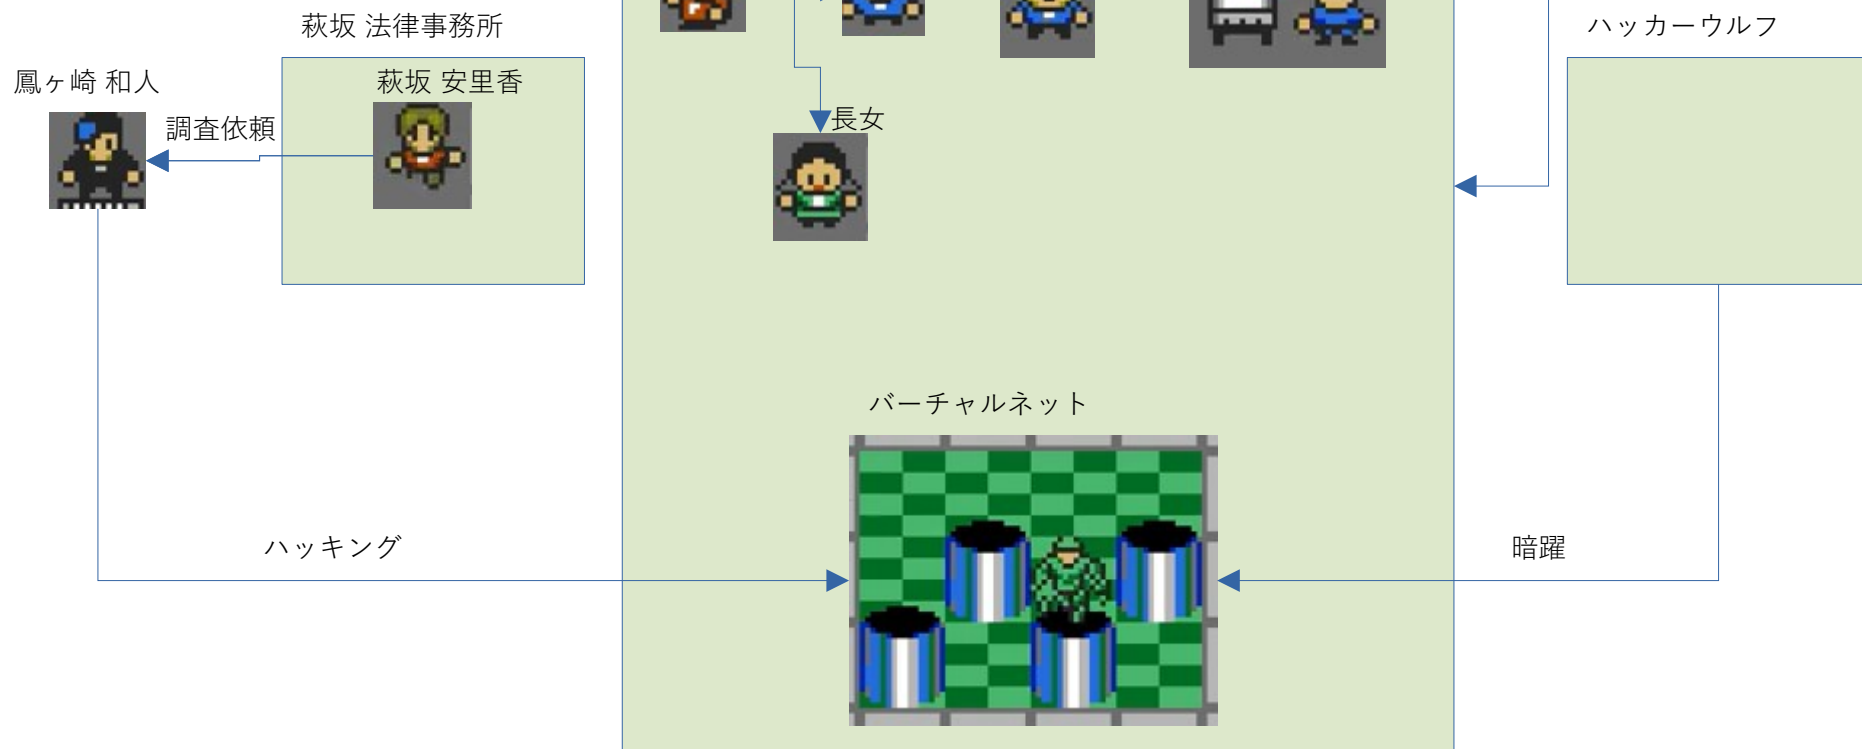 萩坂 法律事務所
ハッカーウルフ
鳳ヶ崎 和人
萩坂 安里香
調査依頼
長女
バーチャルネット
ハッキング
暗躍